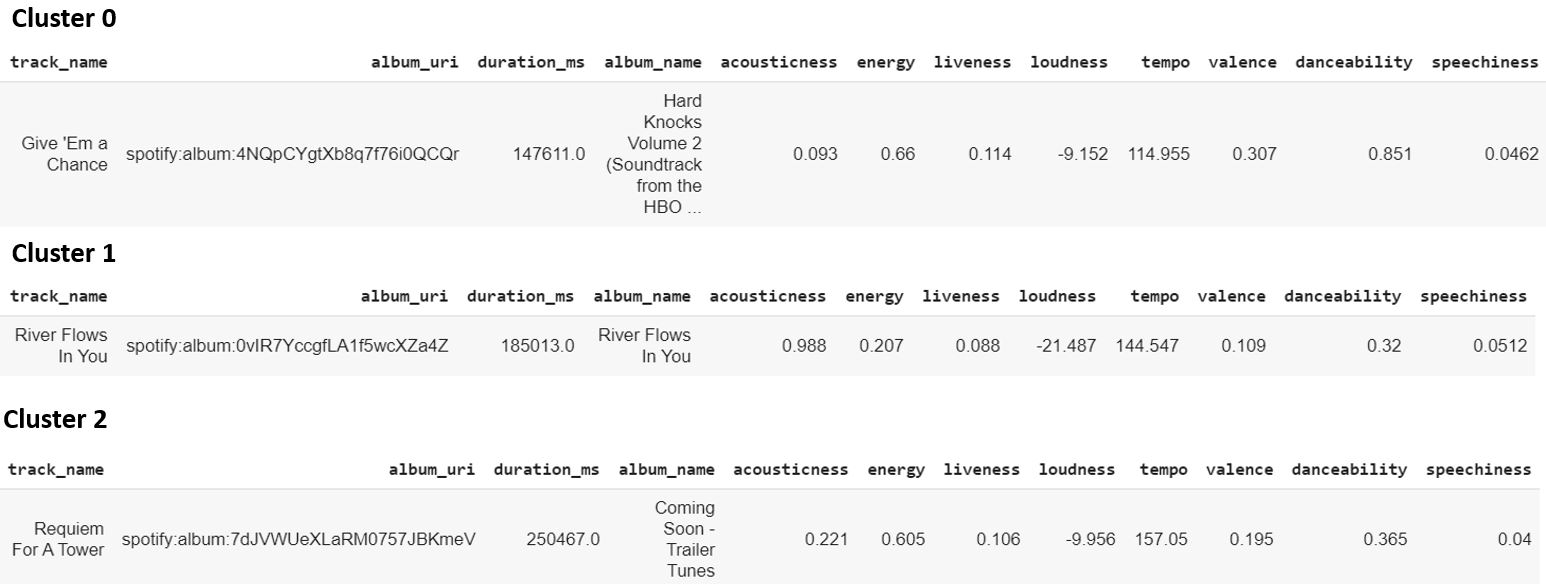 Cluster 0
track_name album_uri duration_ms album_name acousticness energy liveness loudness tempo valence danceability speechiness
Hard
Knocks
Give 'Em a Chance spotify:album:4NQpCYgtXb8q7f76i0QCQr 147611.0 Volume 2 0.093 0.66 0.114 -9.152 114.955 0.307 0.851 0.0462
(Soundtrack
from the
HBO ...
Cluster 1
track_name album_uri duration_ms album_name acousticness energy liveness loudness tempo valence danceability speechiness
River Flows In You spotify:album:0vIR7YccgfLA1f5wcXZa4Z 185013.0 River Flows In You 0.988 0.207 0.088 -21.487 144.547 0.109 0.32 0.0512
Cluster 2
track_name album_uri duration_ms album_name acousticness energy liveness loudness tempo valence danceability speechiness
Coming
Requiem For A Tower spotify:album:7dJVWUeXLaRM0757JBKmeV 250467.0 Soon - 0.221 0.605 0.106 -9.956 157.05 0.195 0.365 0.04
Trailer
Tunes